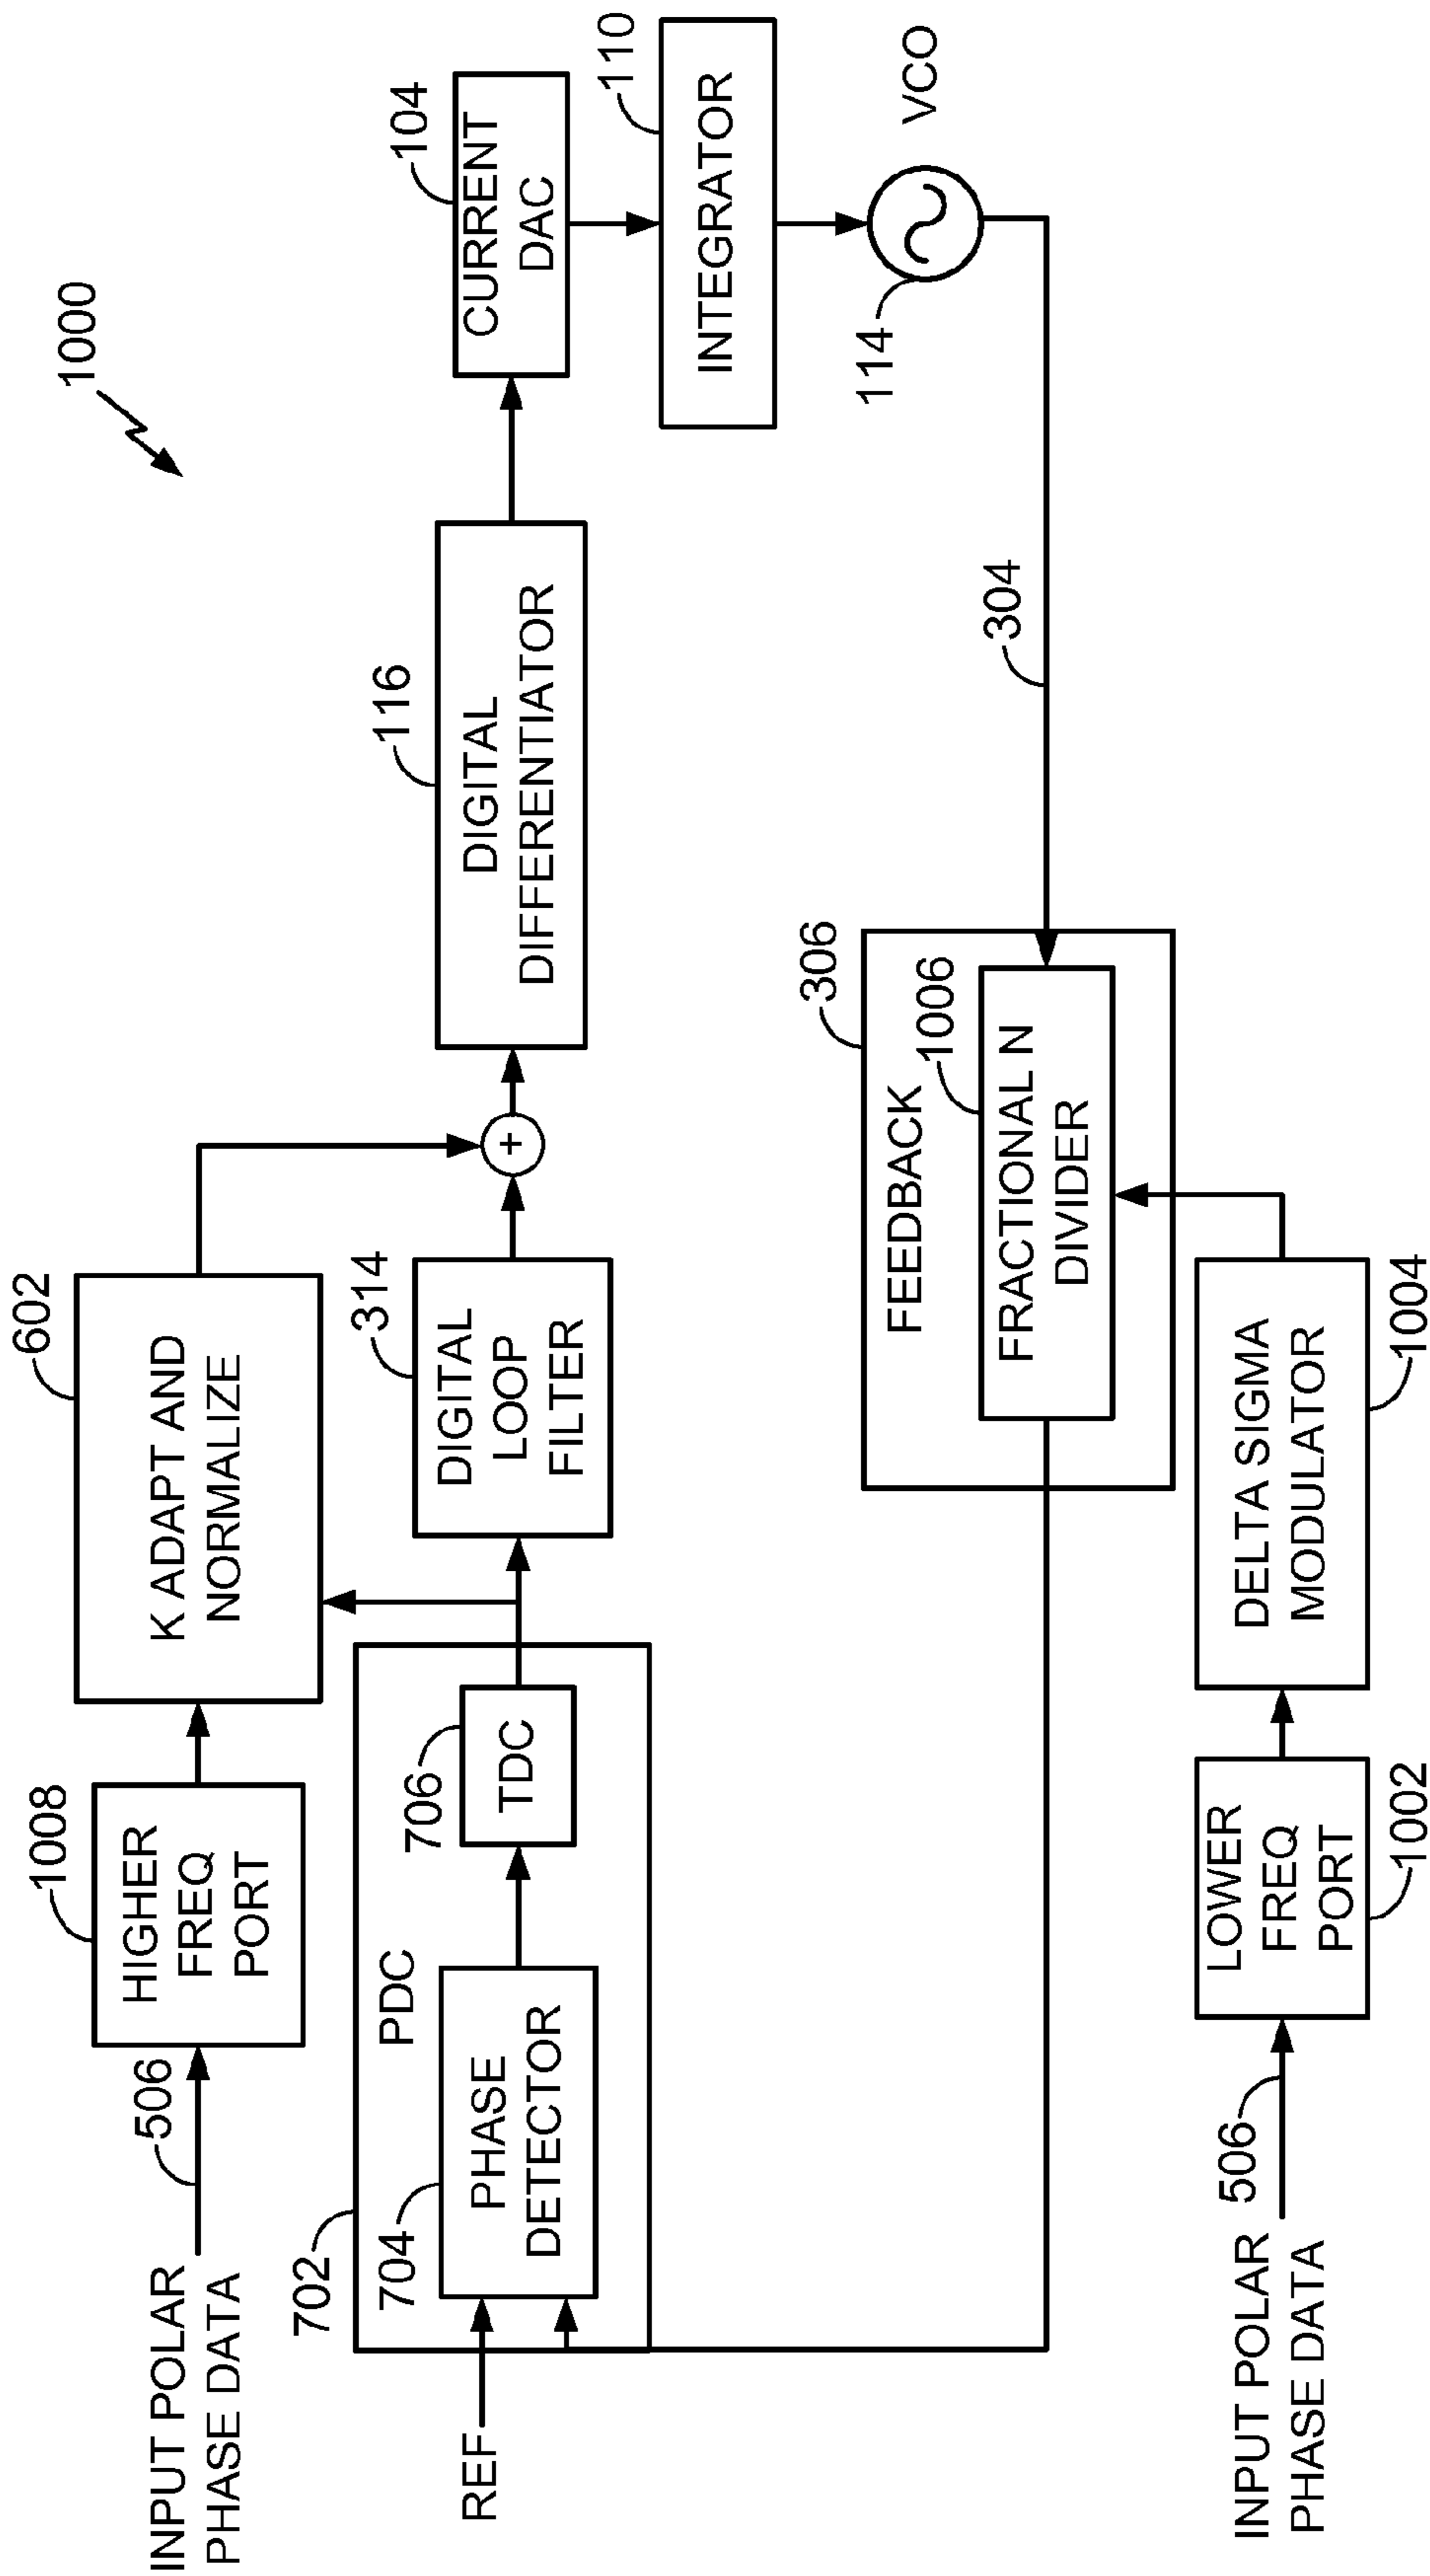 1000
INPUT POLAR
PHASE DATA
506
1008
HIGHER
FREQ
PORT
602
K ADAPT AND
NORMALIZE
702
PDC
REF
704
PHASE
DETECTOR
706
TDC
314
DIGITAL
LOOP
FILTER
+
116
DIGITAL
DIFFERENTIATOR
104
CURRENT
DAC
110
INTEGRATOR
114
VCO
304
306
FEEDBACK
1006
FRACTIONAL N
DIVIDER
INPUT POLAR
PHASE DATA
506
LOWER
FREQ
PORT
1002
DELTA SIGMA
MODULATOR
1004